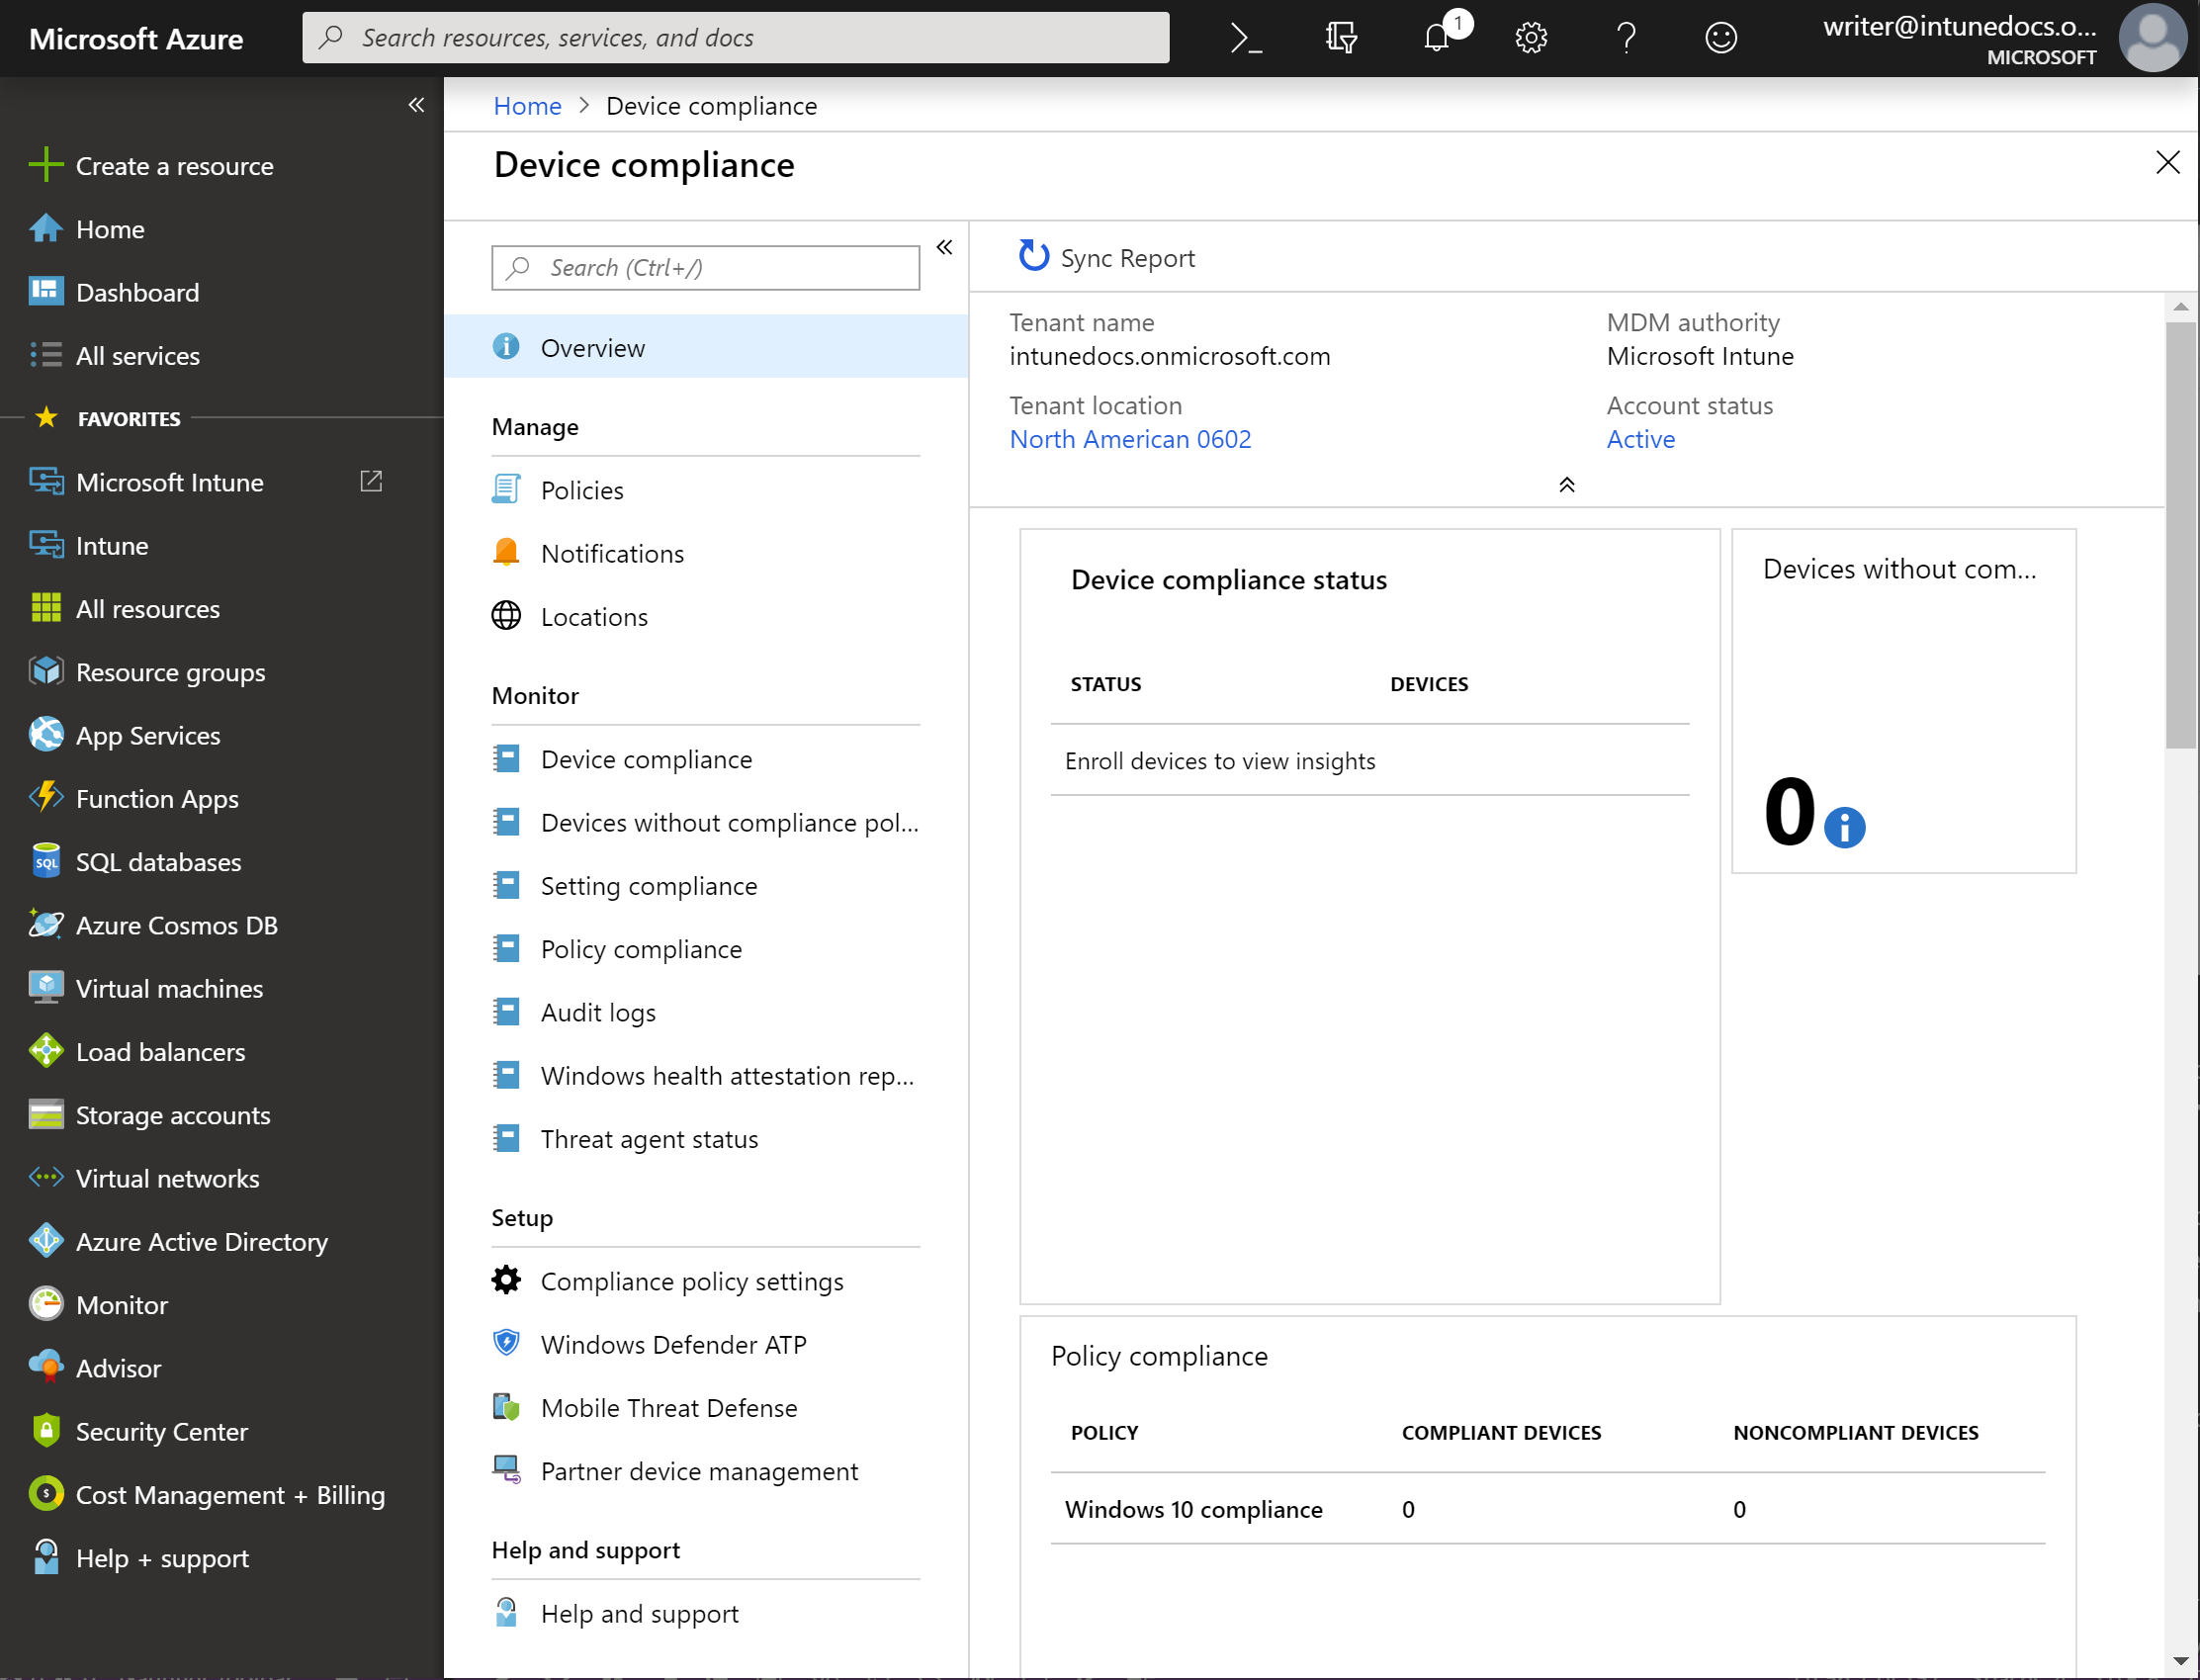 Microsoft Azure
Search resources, services, and docs
1
writer@intunedocs.o...
MICROSOFT
Create a resource
Home
Dashboard
All services
FAVORITES
Microsoft Intune
Intune
All resources
Resource groups
App Services
Function Apps
SQL databases
Azure Cosmos DB
Virtual machines
Load balancers
Storage accounts
Virtual networks
Azure Active Directory
Monitor
Advisor
Security Center
Cost Management + Billing
Help + support
Home > Device compliance
Device compliance
Search (Ctrl+/)
Overview
Manage
Policies
Notifications
Locations
Monitor
Device compliance
Devices without compliance pol...
Setting compliance
Policy compliance
Audit logs
Windows health attestation rep...
Threat agent status
Setup
Compliance policy settings
Windows Defender ATP
Mobile Threat Defense
Partner device management
Help and support
Help and support
Sync Report
Tenant name
intunedocs.onmicrosoft.com
Tenant location
North American 0602
MDM authority
Microsoft Intune
Account status
Active
Device compliance status
STATUS DEVICES
Enroll devices to view insights
Devices without com...
0
Policy compliance
POLICY COMPLIANT DEVICES NONCOMPLIANT DEVICES
Windows 10 compliance 0 0